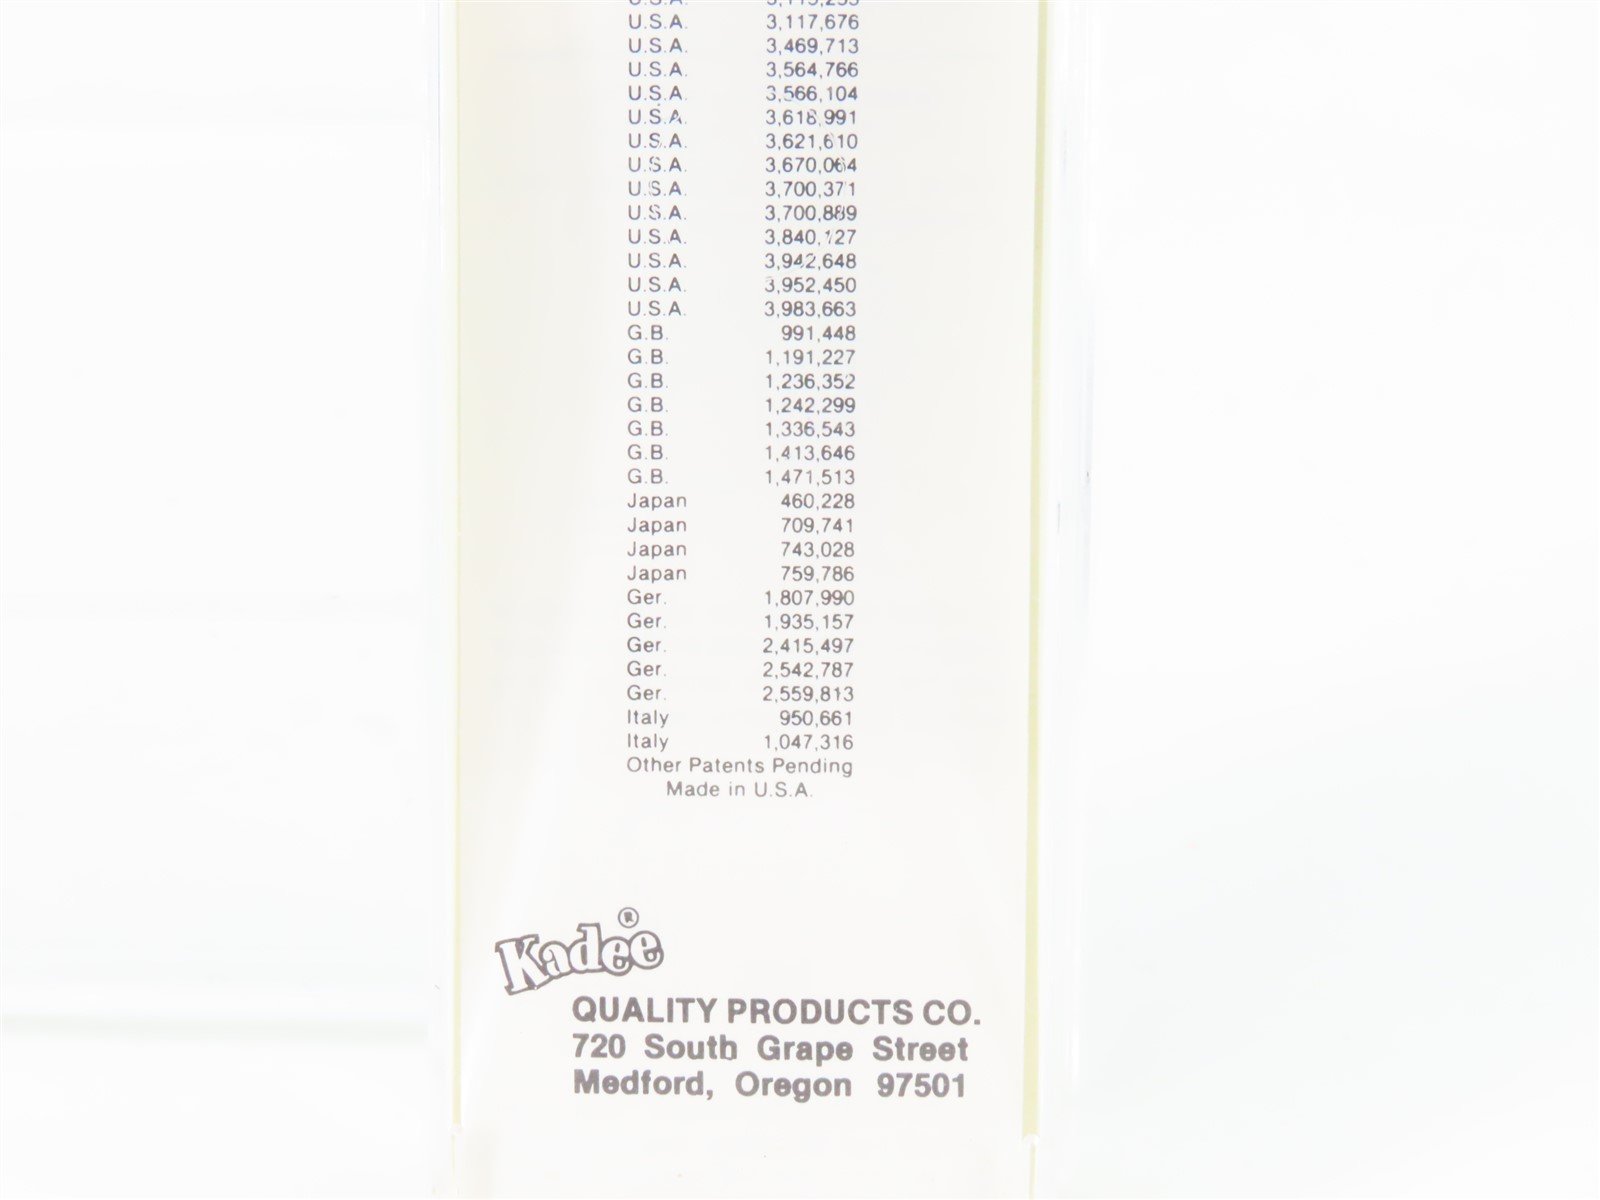 U.S.A. 3,117,676
U.S.A. 3,469,713
U.S.A. 3,564,766
U.S.A. 3,566,104
U.S.A. 3,618,991
U.S.A. 3,621,610
U.S.A. 3,670,064
U.S.A. 3,700,371
U.S.A. 3,700,889
U.S.A. 3,840,127
U.S.A. 3,942,648
U.S.A. 3,952,450
U.S.A. 3,983,663
G.B. 991,448
G.B. 1,191,227
G.B. 1,236,352
G.B. 1,242,299
G.B. 1,336,543
G.B. 1,413,646
G.B. 1,471,513
Japan 460,228
Japan 709,741
Japan 743,028
Japan 759,786
Ger. 1,807,990
Ger. 1,935,157
Ger. 2,415,497
Ger. 2,542,787
Ger. 2,559,813
Italy 950,661
Italy 1,047,316
Other Patents Pending
Made in U.S.A.
Kadee®
QUALITY PRODUCTS CO.
720 South Grape Street
Medford, Oregon 97501